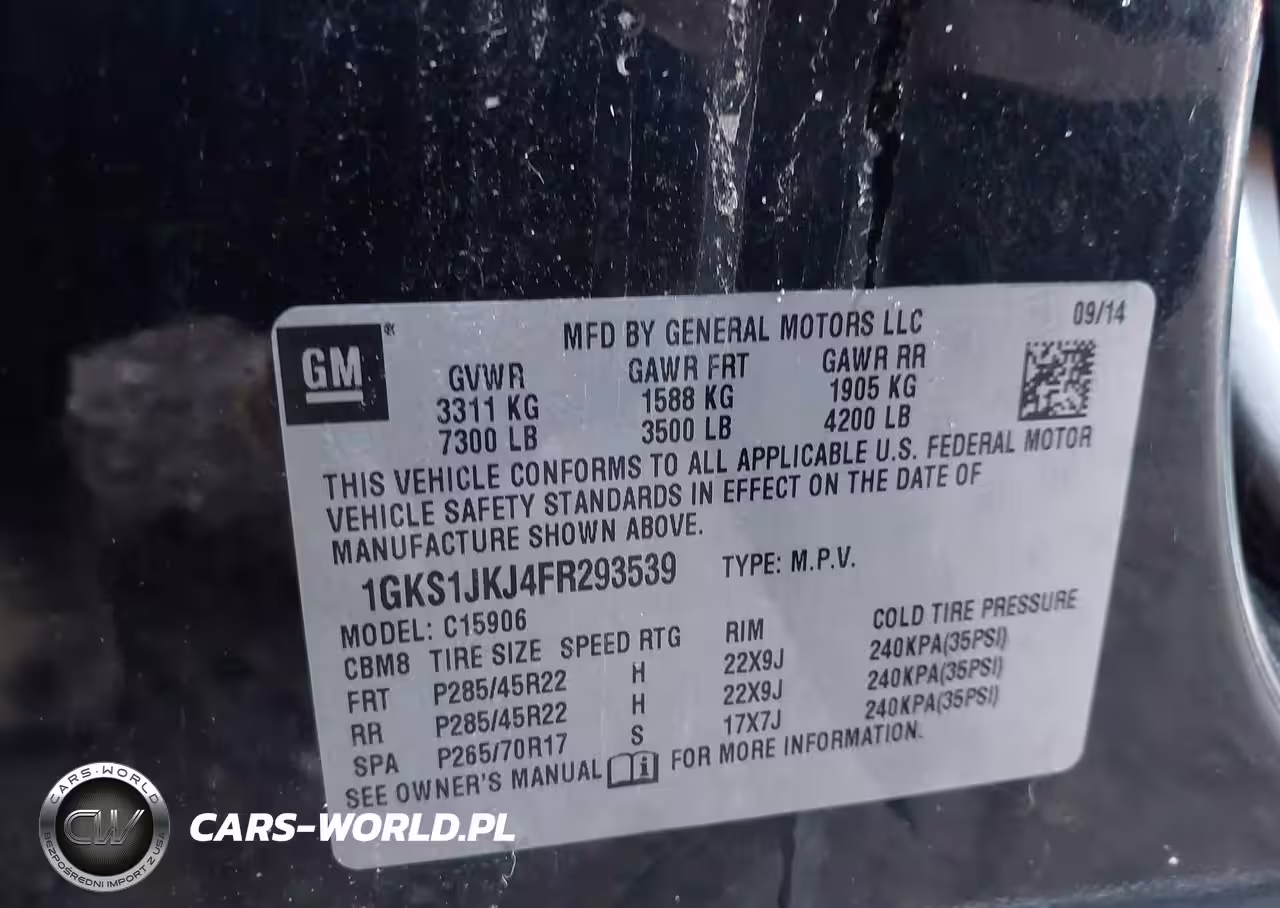 09/14
GM
MFD BY GENERAL MOTORS LLC
GVWR GAWR FRT GAWR RR
3311 KG 1588 KG 1905 KG
7300 LB 3500 LB 4200 LB
THIS VEHICLE CONFORMS TO ALL APPLICABLE U.S. FEDERAL MOTOR
VEHICLE SAFETY STANDARDS IN EFFECT ON THE DATE OF
MANUFACTURE SHOWN ABOVE.
1GKS1JKJ4FR293539 TYPE: M.P.V.
MODEL: C15906
CBM8 TIRE SIZE SPEED RTG RIM COLD TIRE PRESSURE
FRT P285/45R22 H 22X9J 240KPA(35PSI)
RR P285/45R22 H 22X9J 240KPA(35PSI)
SPA P265/70R17 S 17X7J 240KPA(35PSI)
SEE OWNER'S MANUAL i FOR MORE INFORMATION.
CARS-WORLD
CW
BEZPOŚREDNI IMPORT Z USA
CARS-WORLD.PL